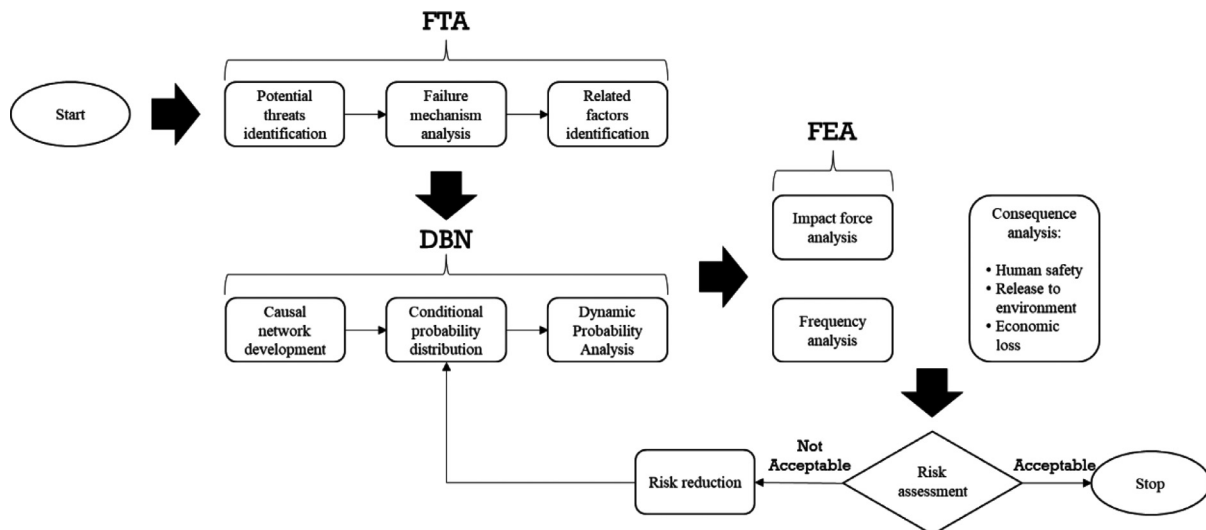 FTA
Start
Potential
threats
identification
Failure
mechanism
analysis
Related
factors
identification
DBN
Causal
network
development
Conditional
probability
distribution
Dynamic
Probability
Analysis
FEA
Impact force
analysis
Frequency
analysis
Consequence
analysis:
• Human safety
• Release to
environment
• Economic
loss
Risk reduction
Not
Acceptable
Risk
assessment
Acceptable
Stop